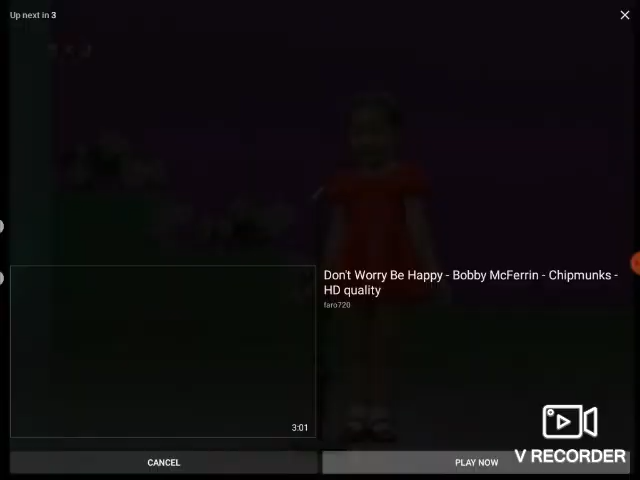 Up next in 3
Don't Worry Be Happy - Bobby McFerrin - Chipmunks -
HD quality
faro720
3:01
CANCEL
PLAY NOW
V RECORDER